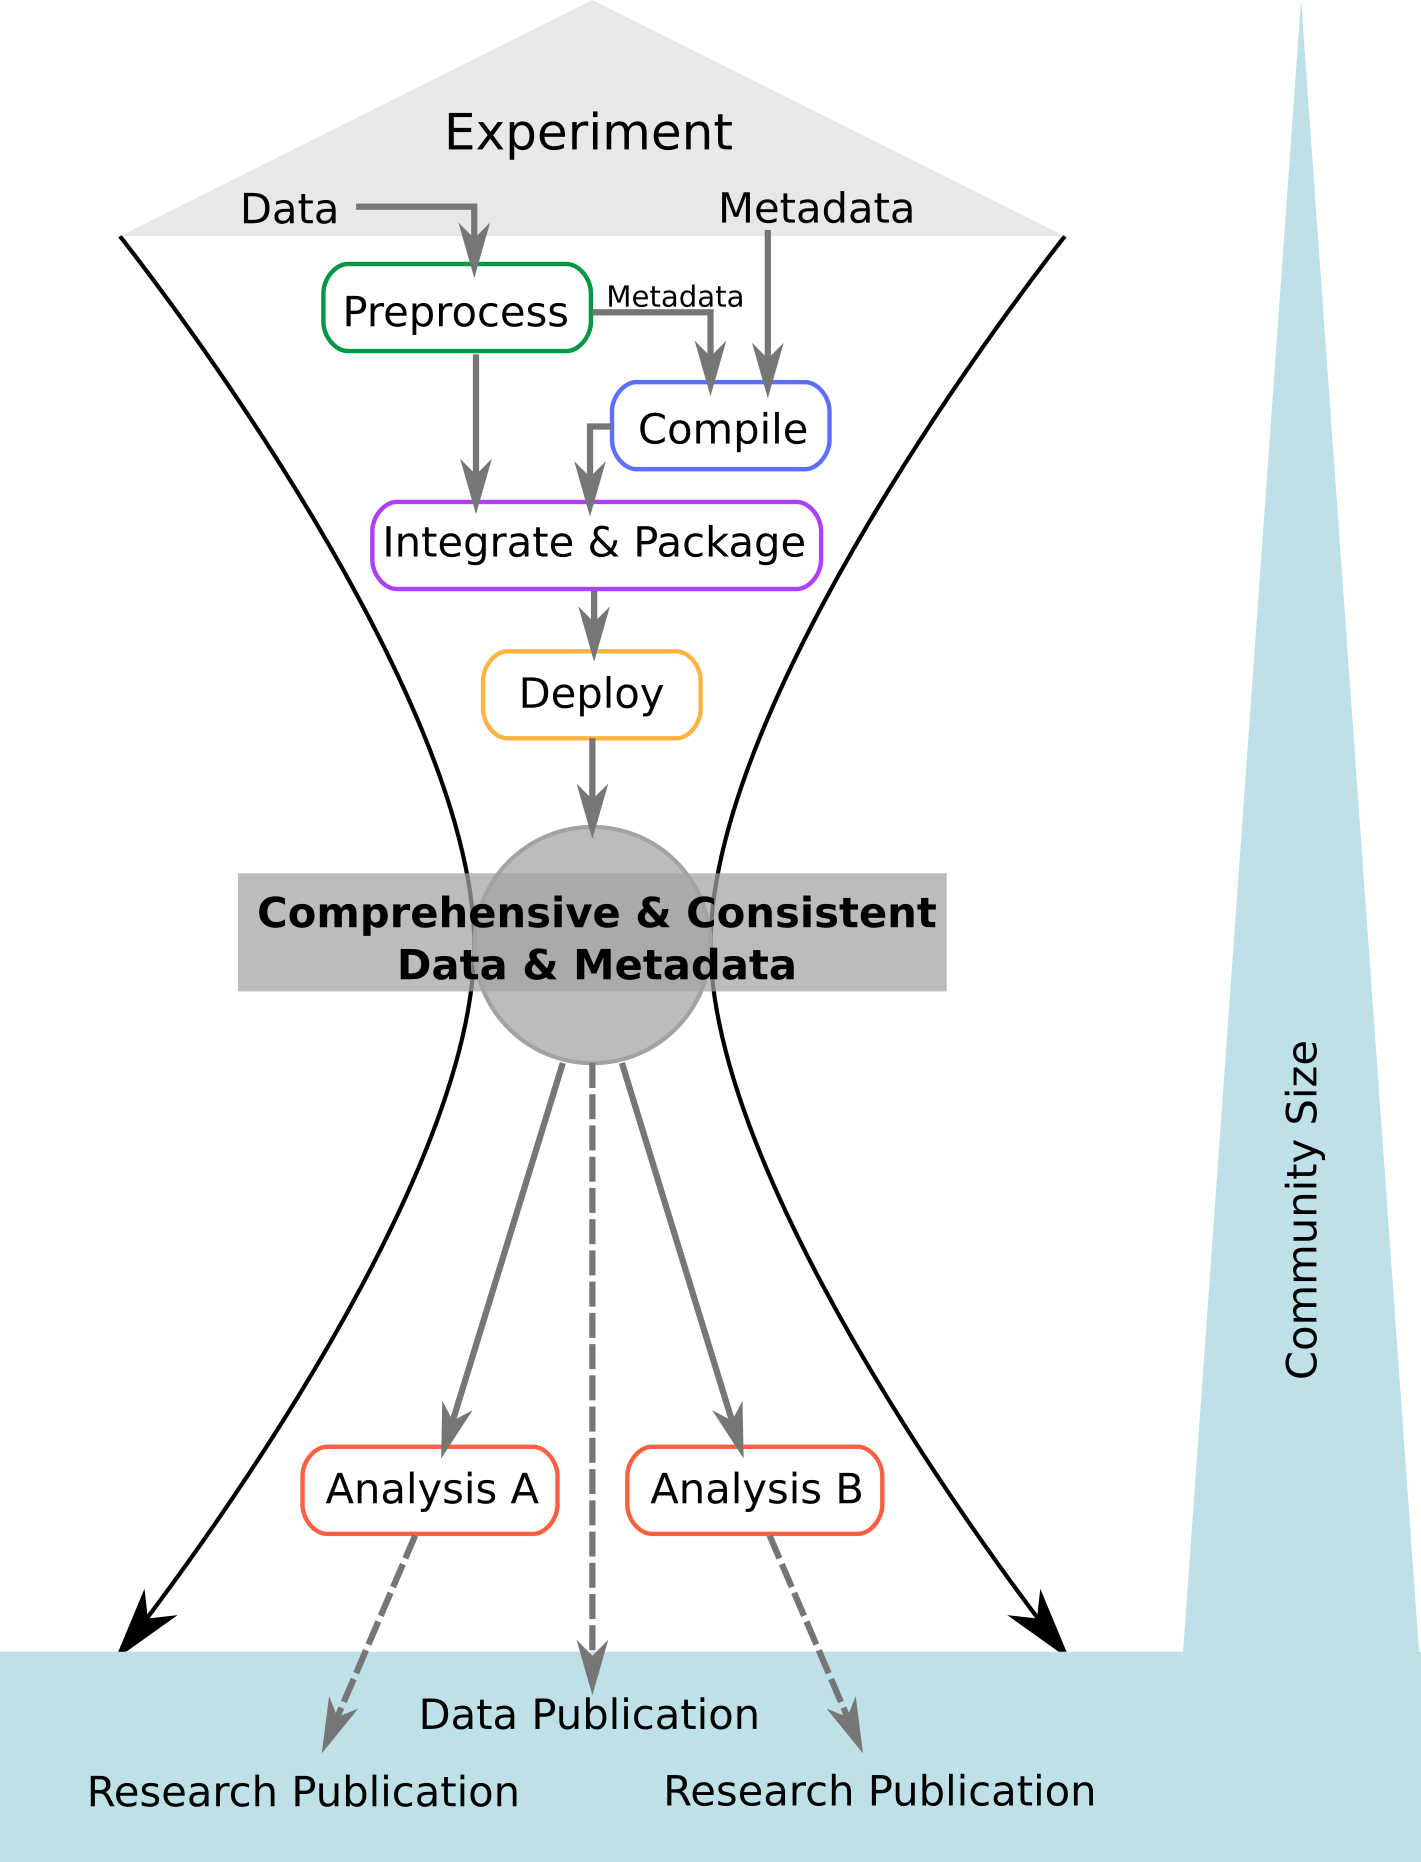 Experiment
Data
Metadata
Preprocess
Metadata
Compile
Integrate & Package
Deploy
Comprehensive & Consistent
Data & Metadata
Community Size
Analysis A
Analysis B
Data Publication
Research Publication
Research Publication